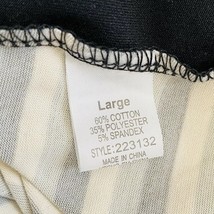 Large
60% COTTON
35% POLYESTER
5% SPANDEX
STYLE: 223132
MADE IN CHINA